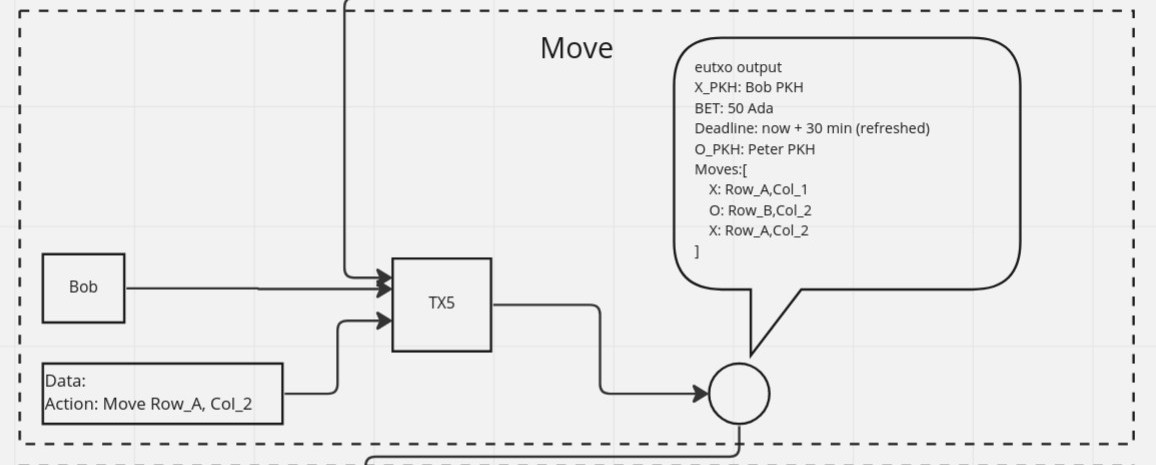 Move
eutxo output
X_PKH: Bob PKH
BET: 50 Ada
Deadline: now + 30 min (refreshed)
O_PKH: Peter PKH
Moves:[
X: Row_A,Col_1
O: Row_B,Col_2
X: Row_A,Col_2
]
Bob
TX5
Data:
Action: Move Row_A, Col_2